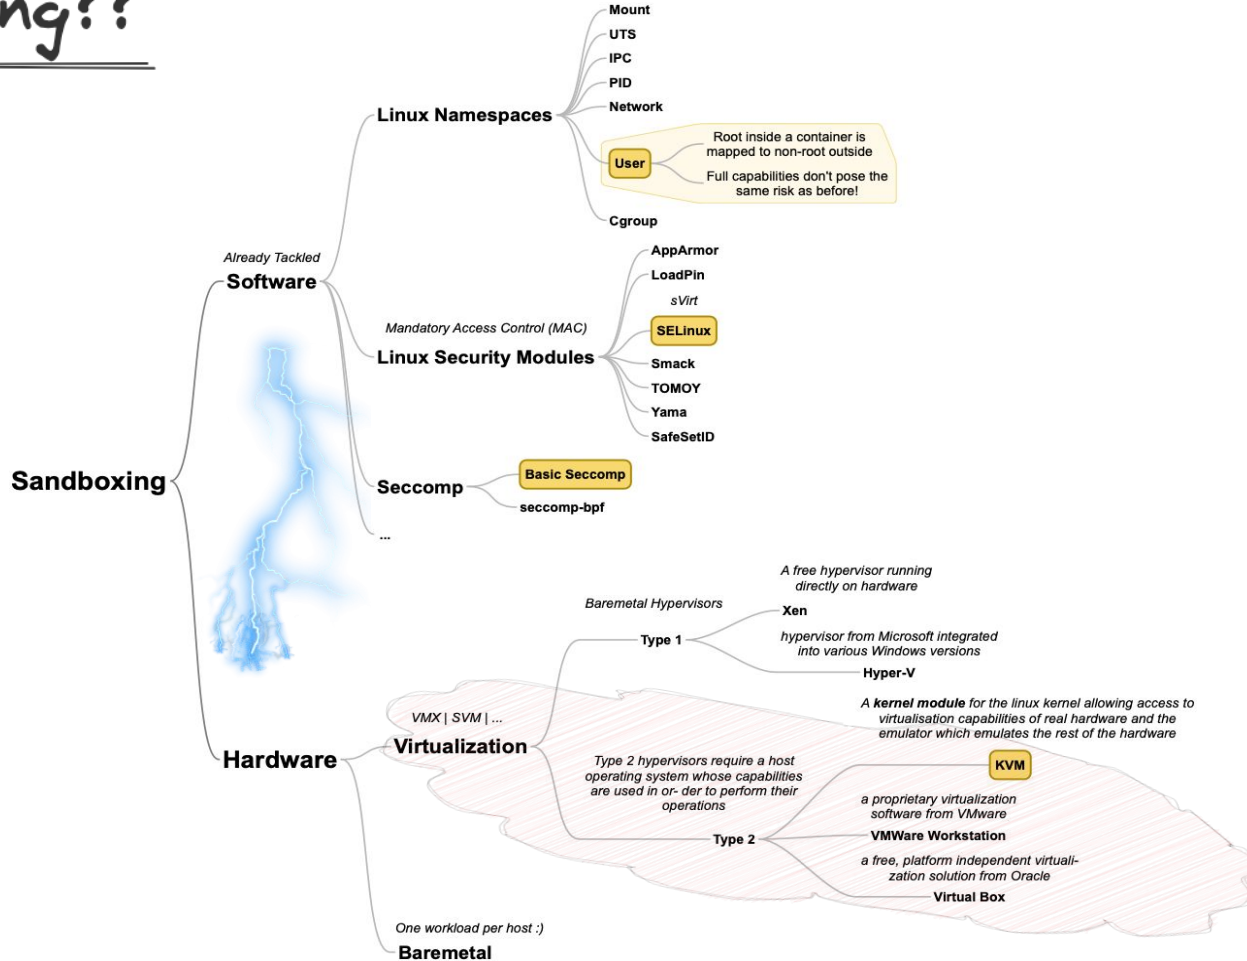 ng??
Mount
UTS
IPC
PID
Network
Linux Namespaces
User
Root inside a container is
mapped to non-root outside
Full capabilities don't pose the
same risk as before!
Cgroup
Already Tackled
Software
AppArmor
LoadPin
sVirt
SELinux
Mandatory Access Control (MAC)
Linux Security Modules
Smack
TOMOY
Yama
SafeSetID
Sandboxing
Seccomp
Basic Seccomp
seccomp-bpf
...
A free hypervisor running
directly on hardware
Baremetal Hypervisors
Xen
Type 1
hypervisor from Microsoft integrated
into various Windows versions
Hyper-V
VMX | SVM | ...
Virtualization
Hardware
A kernel module for the linux kernel allowing access to
virtualisation capabilities of real hardware and the
emulator which emulates the rest of the hardware
KVM
Type 2 hypervisors require a host
operating system whose capabilities
are used in or- der to perform their
operations
a proprietary virtualization
software from VMware
Type 2
VMWare Workstation
a free, platform independent virtuali-
zation solution from Oracle
Virtual Box
One workload per host :)
Baremetal